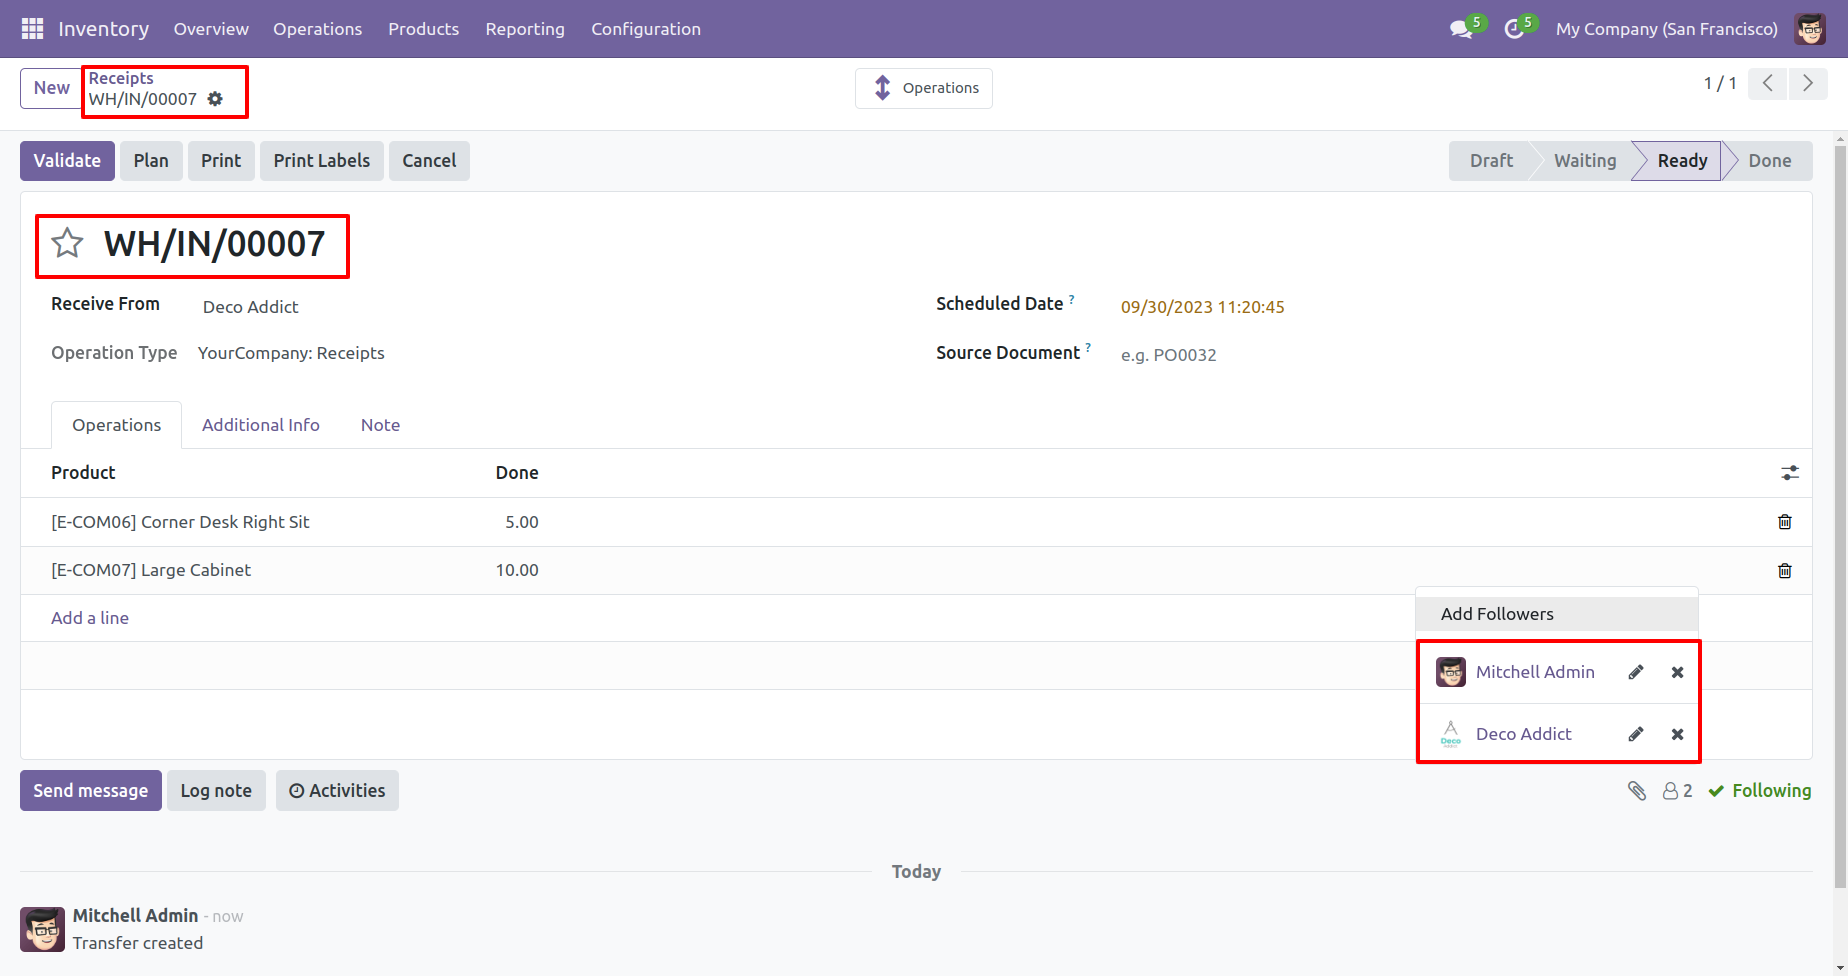 Inventory Overview Operations Products Reporting Configuration 5 5 My Company (San Francisco)
New Receipts
WH/IN/00007
Operations
1 / 1
Validate Plan Print Print Labels Cancel Draft Waiting Ready Done
WH/IN/00007
Receive From Deco Addict Scheduled Date ? 09/30/2023 11:20:45
Operation Type YourCompany: Receipts Source Document ? e.g. PO0032
Operations Additional Info Note
Product Done
[E-COM06] Corner Desk Right Sit 5.00
[E-COM07] Large Cabinet 10.00
Add a line
Add Followers
Mitchell Admin
Deco
Deco Addict
Send message Log note Activities 2 Following
Today
Mitchell Admin - now
Transfer created